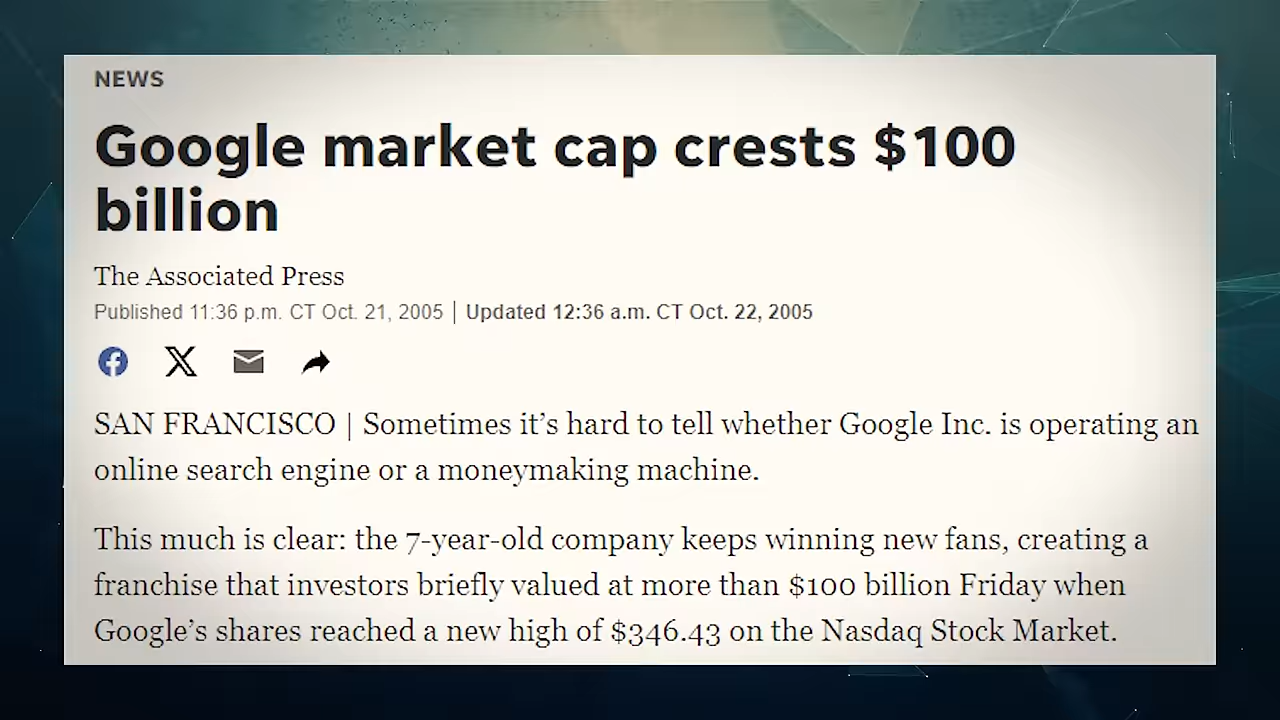 NEWS
Google market cap crests $100
billion
The Associated Press
Published 11:36 p.m. CT Oct. 21, 2005 | Updated 12:36 a.m. CT Oct. 22, 2005
SAN FRANCISCO | Sometimes it’s hard to tell whether Google Inc. is operating an
online search engine or a moneymaking machine.
This much is clear: the 7-year-old company keeps winning new fans, creating a
franchise that investors briefly valued at more than $100 billion Friday when
Google’s shares reached a new high of $346.43 on the Nasdaq Stock Market.